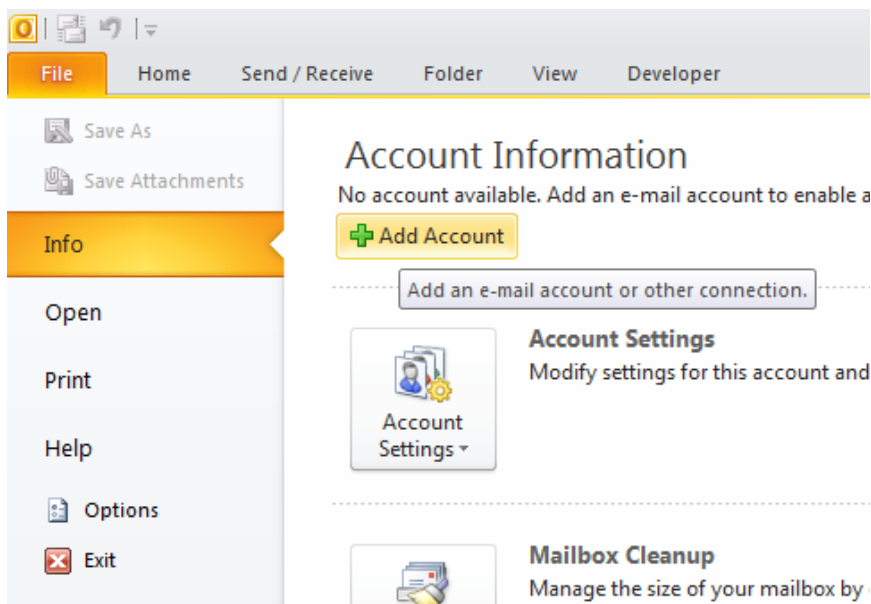 File Home Send / Receive Folder View Developer
Save As
Save Attachments
Info
Open
Print
Help
Options
Exit
Account Information
No account available. Add an e-mail account to enable a
Add Account
Add an e-mail account or other connection.
Account Settings
Modify settings for this account and
Account
Settings
Mailbox Cleanup
Manage the size of your mailbox by